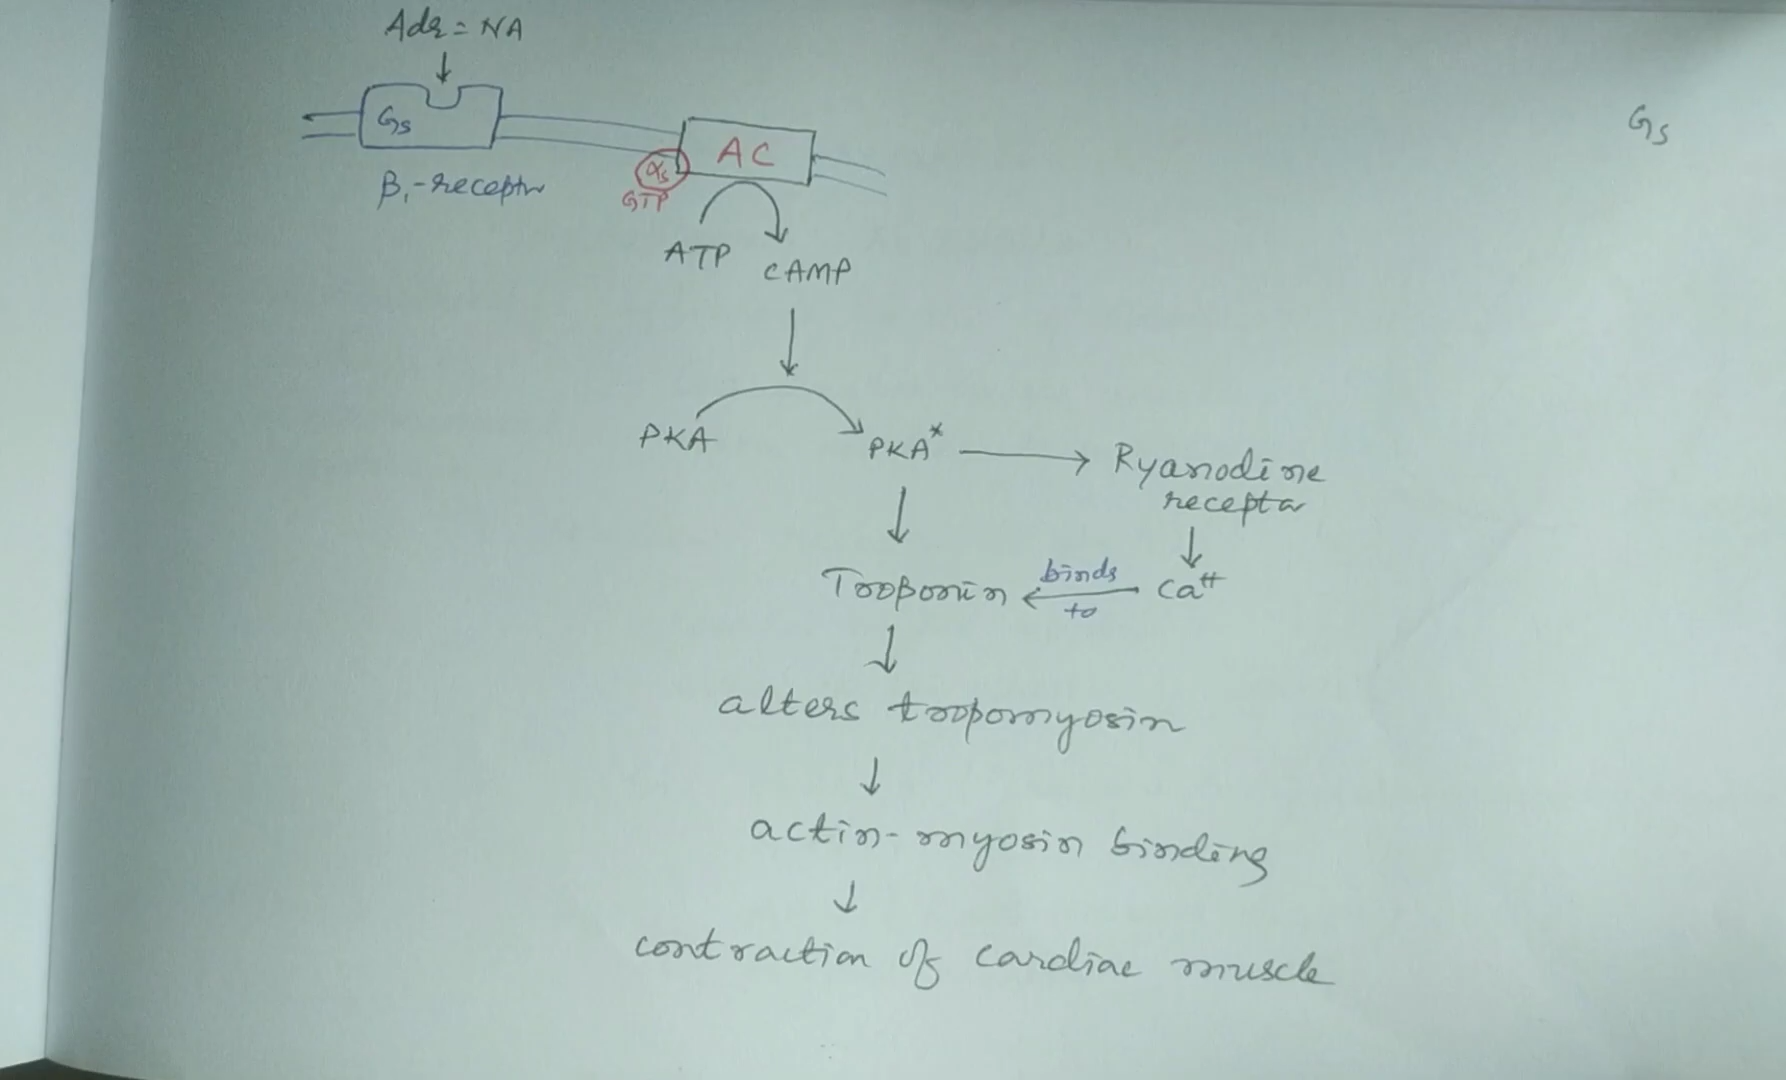 Adr = NA
Gs
Gs
β₁-receptor
AC
αs
GTP
ATP
cAMP
PKA
PKA*
Ryanodine
receptor
Troponin
binds
to
Ca++
alters tropomyosin
actin-myosin binding
contraction of cardiac muscle